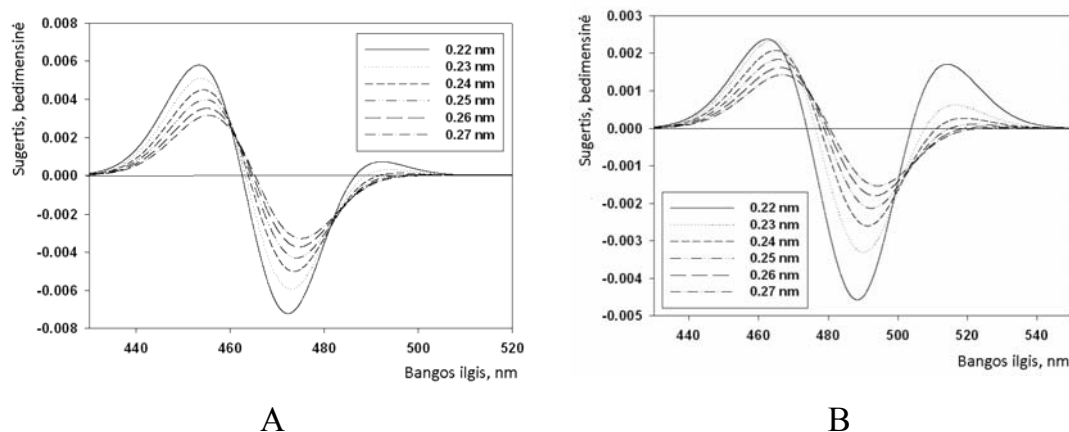 0.008
0.006
0.004
0.002
0.000
-0.002
-0.004
-0.006
-0.008
Sugertis, bedimensinė
0.22 nm
0.23 nm
0.24 nm
0.25 nm
0.26 nm
0.27 nm
440 460 480 500 520
Bangos ilgis, nm
A
0.003
0.002
0.001
0.000
-0.001
-0.002
-0.003
-0.004
-0.005
Sugertis, bedimensinė
0.22 nm
0.23 nm
0.24 nm
0.25 nm
0.26 nm
0.27 nm
440 460 480 500 520 540
Bangos ilgis, nm
B